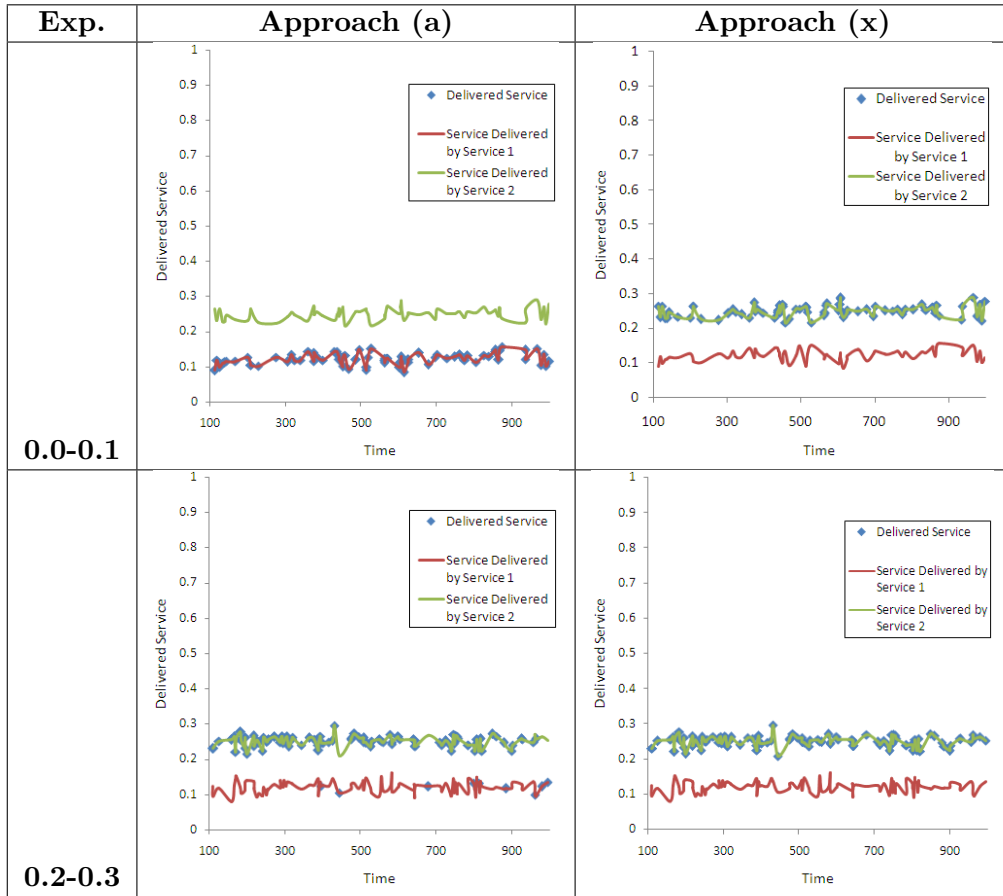 Exp.
Approach (a)
Approach (x)
1
0.9
0.8
0.7
0.6
0.5
0.4
0.3
0.2
0.1
0
Delivered Service
100
300
500
700
900
Time
Delivered Service
Service Delivered
by Service 1
Service Delivered
by Service 2
1
0.9
0.8
0.7
0.6
0.5
0.4
0.3
0.2
0.1
0
Delivered Service
100
300
500
700
900
Time
Delivered Service
Service Delivered
by Service 1
Service Delivered
by Service 2
0.0-0.1
1
0.9
0.8
0.7
0.6
0.5
0.4
0.3
0.2
0.1
0
Delivered Service
100
300
500
700
900
Time
Delivered Service
Service Delivered
by Service 1
Service Delivered
by Service 2
1
0.9
0.8
0.7
0.6
0.5
0.4
0.3
0.2
0.1
0
Delivered Service
100
300
500
700
900
Time
Delivered Service
Service Delivered by
Service 1
Service Delivered by
Service 2
0.2-0.3